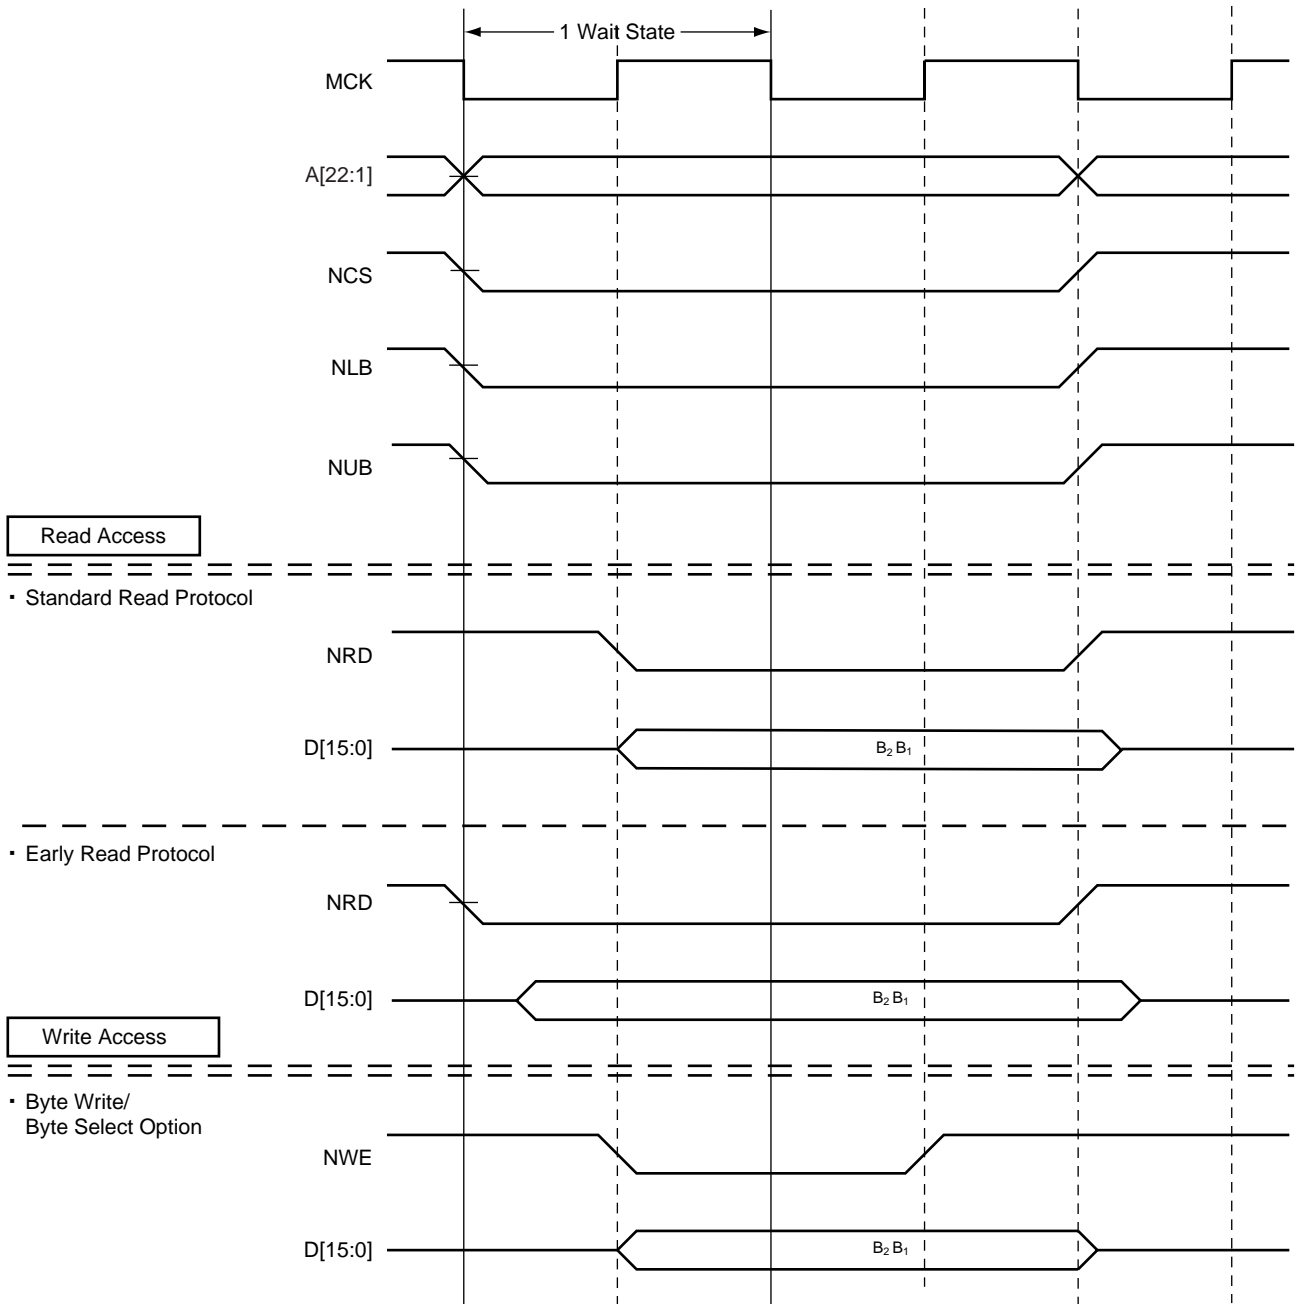 1 Wait State
MCK
A[22:1]
NCS
NLB
NUB
Read Access
· Standard Read Protocol
NRD
D[15:0]
B₂ B₁
· Early Read Protocol
NRD
D[15:0]
B₂ B₁
Write Access
· Byte Write/
Byte Select Option
NWE
D[15:0]
B₂ B₁